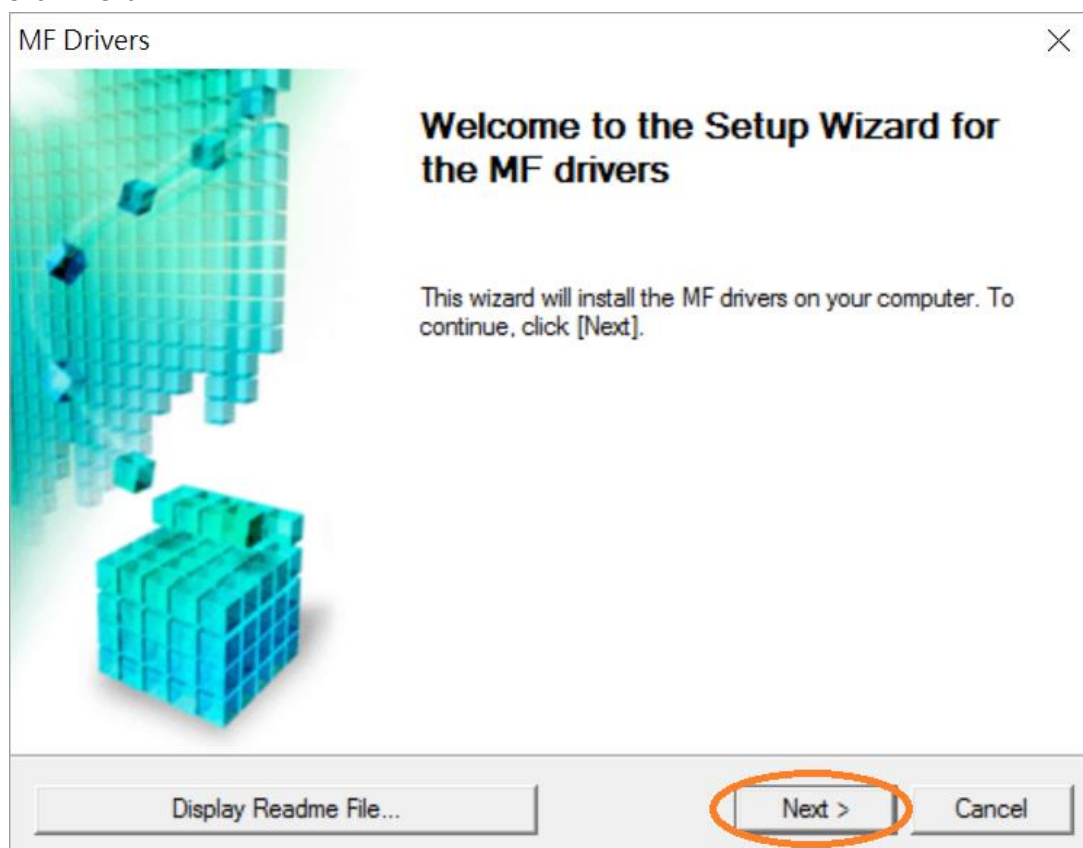 MF Drivers
Welcome to the Setup Wizard for
the MF drivers
This wizard will install the MF drivers on your computer. To
continue, click [Next].
Display Readme File...
Next >
Cancel